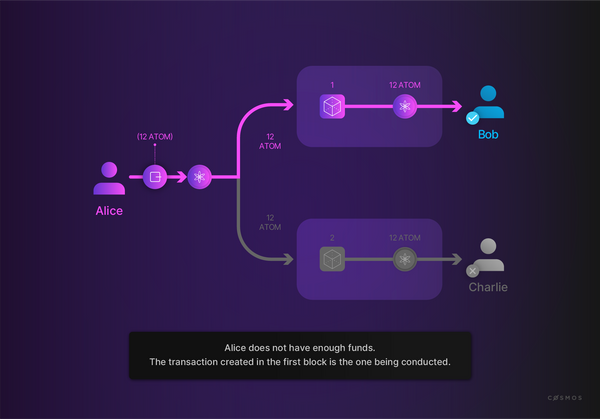 1
12 ATOM
(12 ATOM)
12
ATOM
Bob
Alice
12
ATOM
2
12 ATOM
Charlie
Alice does not have enough funds.
The transaction created in the first block is the one being conducted.
CØSMOS